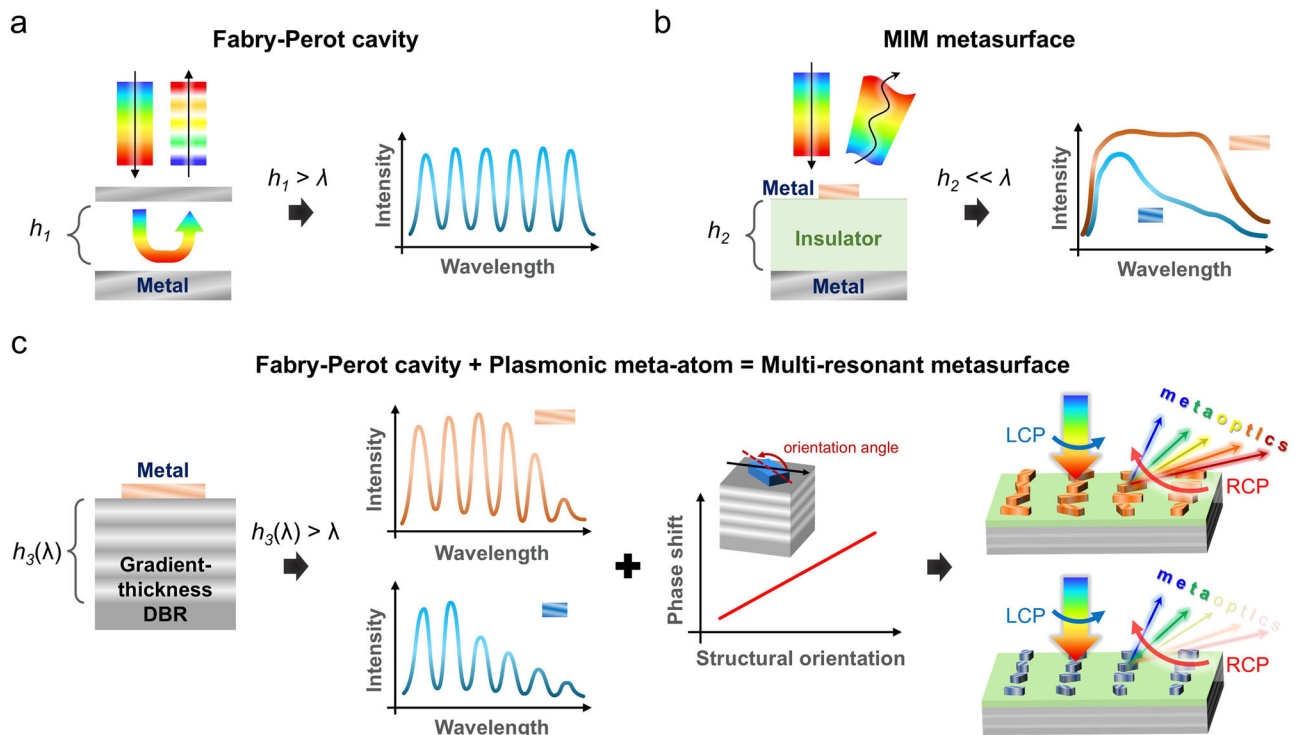 a
Fabry-Perot cavity
h₁
Metal
h₁ > λ
Intensity
Wavelength
b
MIM metasurface
Metal
h₂
Insulator
Metal
h₂ << λ
Intensity
Wavelength
c
Fabry-Perot cavity + Plasmonic meta-atom = Multi-resonant metasurface
Metal
h₃(λ)
Gradient-
thickness
DBR
h₃(λ) > λ
Intensity
Wavelength
Intensity
Wavelength
+
orientation angle
Phase shift
Structural orientation
LCP
metaoptics
RCP
LCP
metaoptics
RCP